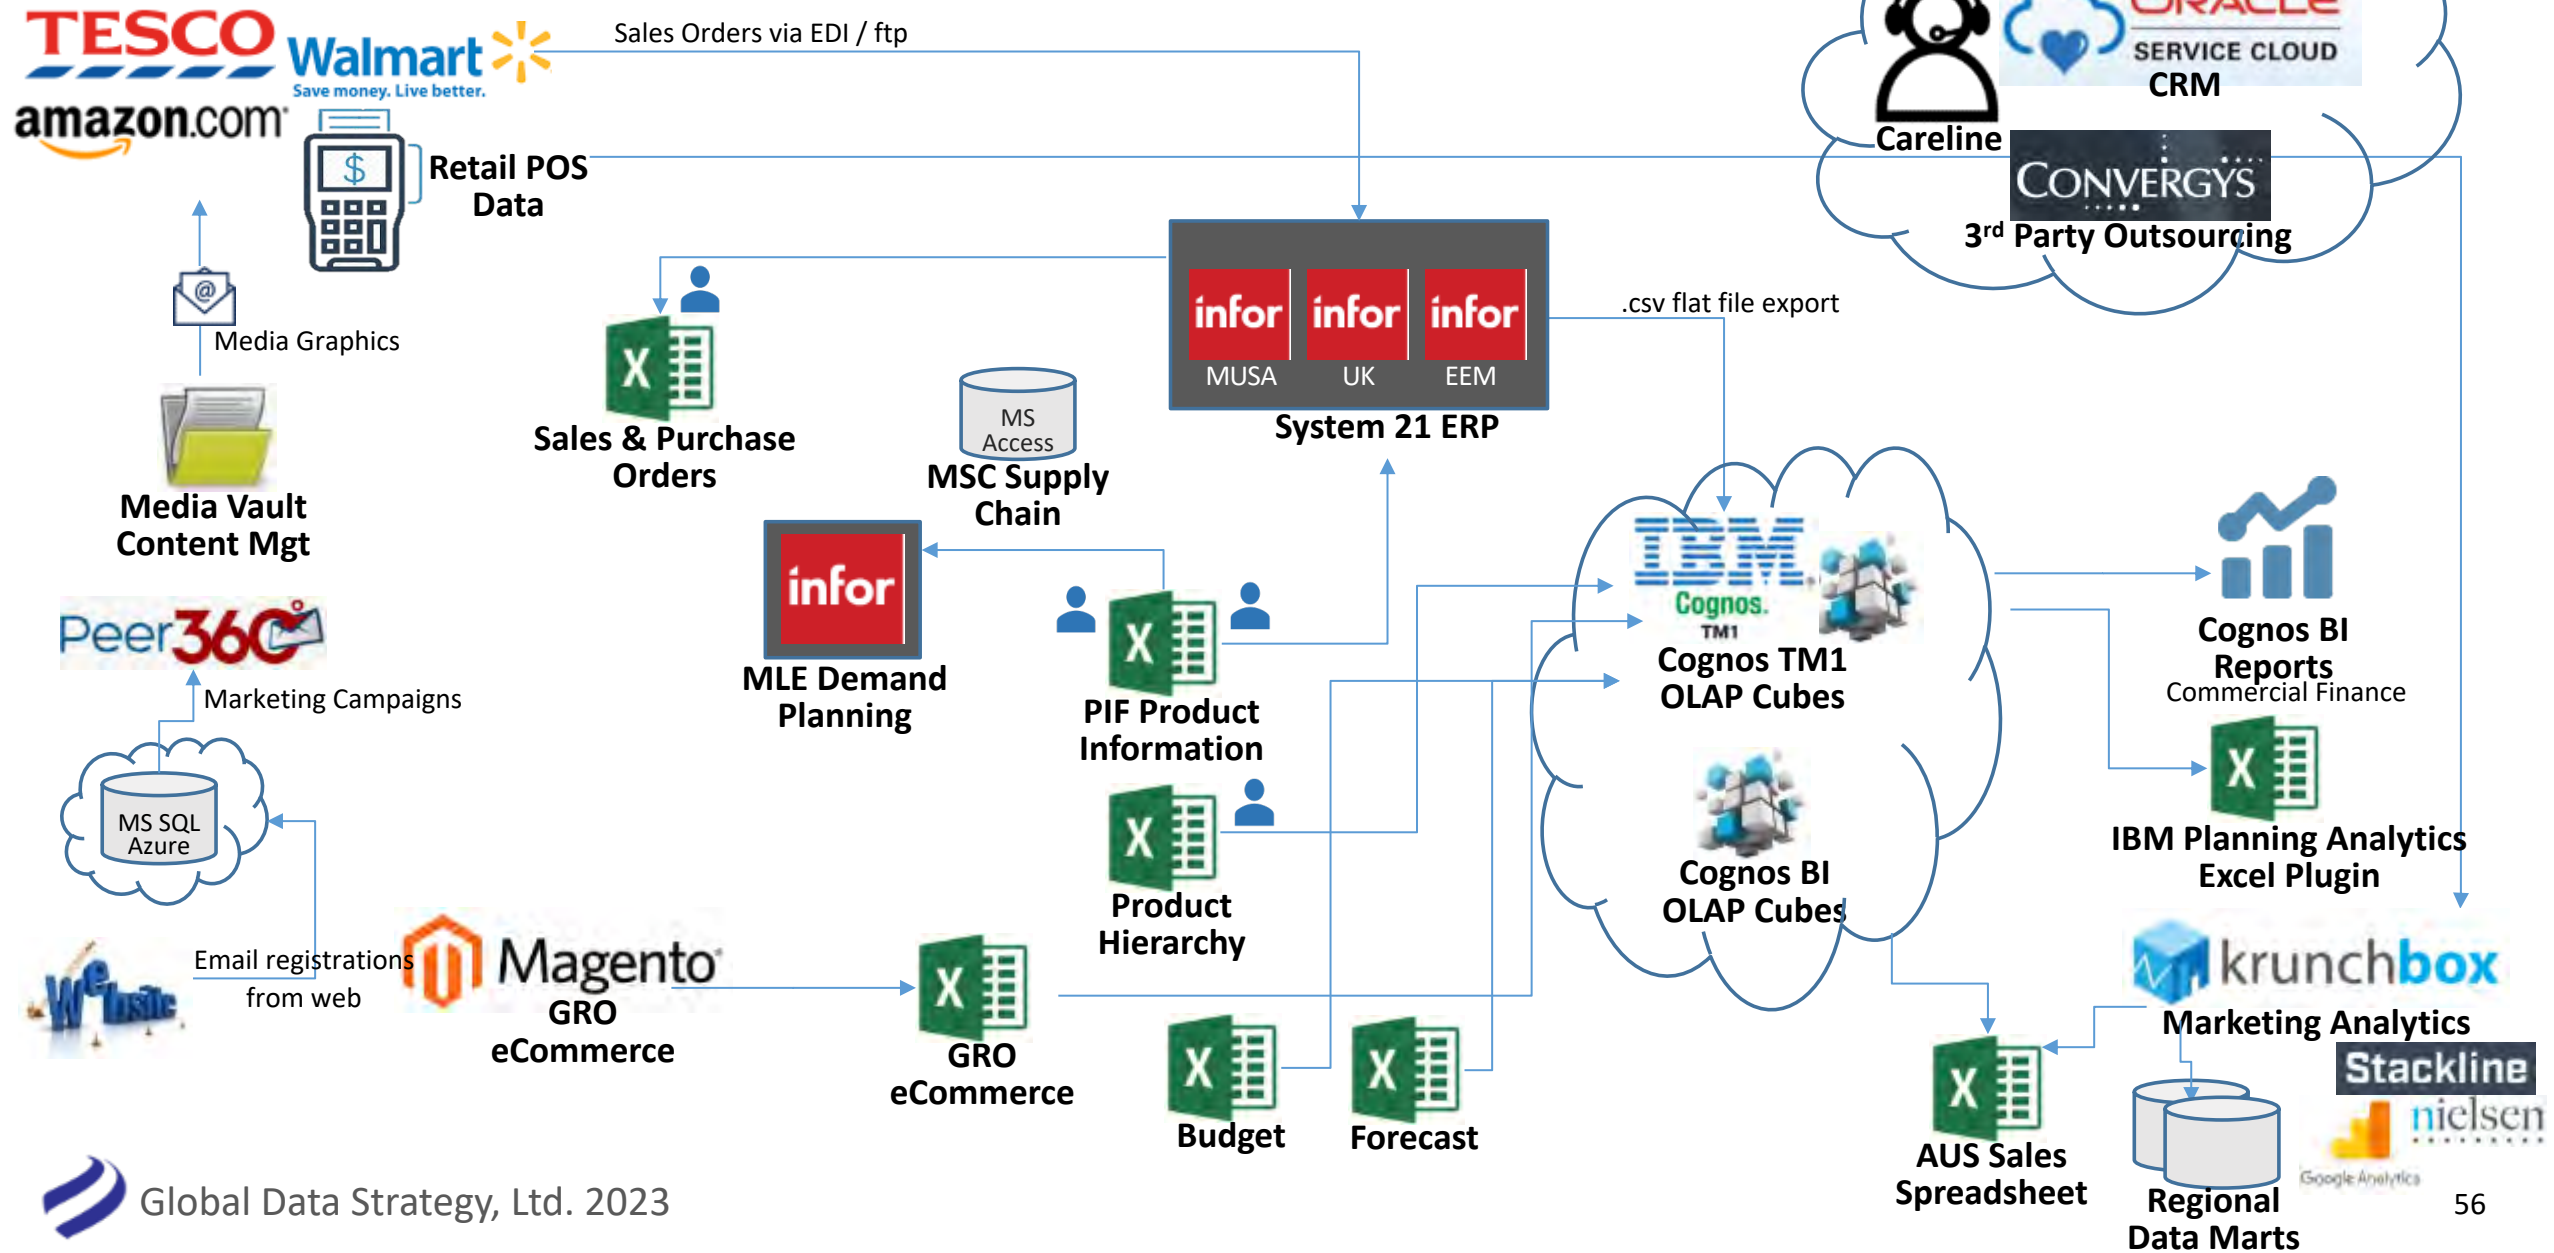 TESCO
Walmart
Save money. Live better.
amazon.com
Sales Orders via EDI / ftp
Retail POS
Data
ORACLE
SERVICE CLOUD
CRM
Careline
CONVERGYS
3rd Party Outsourcing
@
Media Graphics
$
infor infor infor
MUSA UK EEM
System 21 ERP
.csv flat file export
X
Sales & Purchase
Orders
MS
Access
MSC Supply
Chain
Media Vault
Content Mgt
infor
MLE Demand
Planning
X
PIF Product
Information
IBM
Cognos.
TM1
Cognos TM1
OLAP Cubes
Cognos BI
Reports
Commercial Finance
Peer360
Marketing Campaigns
MS SQL
Azure
X
Product
Hierarchy
Cognos BI
OLAP Cubes
X
IBM Planning Analytics
Excel Plugin
Website
Email registrations
from web
Magento
GRO
eCommerce
X
GRO
eCommerce
X
Budget
X
Forecast
krunchbox
Marketing Analytics
Stackline
nielsen
Google Analytics
X
AUS Sales
Spreadsheet
Regional
Data Marts
Global Data Strategy, Ltd. 2023
56